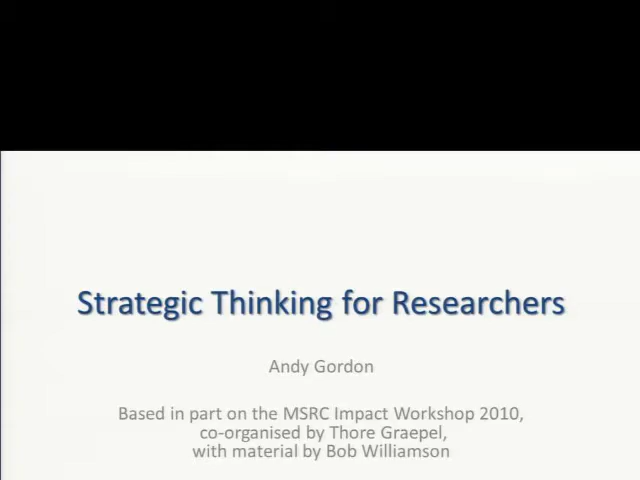 Strategic Thinking for Researchers
Andy Gordon
Based in part on the MSRC Impact Workshop 2010,
co-organised by Thore Graepel,
with material by Bob Williamson